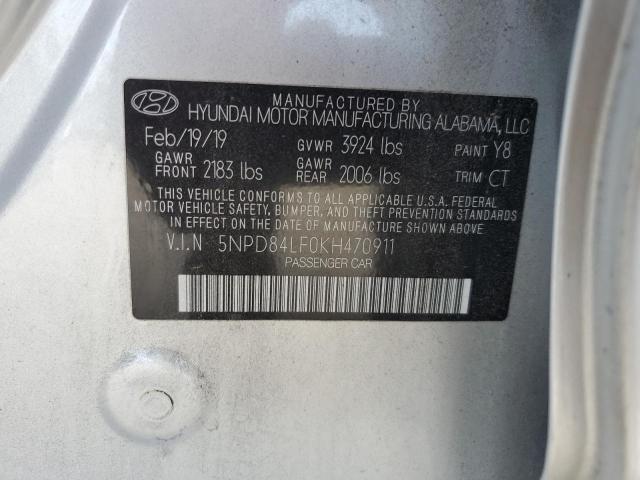 MANUFACTURED BY
HYUNDAI MOTOR MANUFACTURING ALABAMA, LLC
Feb/19/19 GVWR 3924 lbs PAINT Y8
GAWR FRONT 2183 lbs GAWR REAR 2006 lbs TRIM CT
THIS VEHICLE CONFORMS TO ALL APPLICABLE U.S.A. FEDERAL
MOTOR VEHICLE SAFETY, BUMPER, AND THEFT PREVENTION STANDARDS
IN EFFECT ON THE DATE OF MANUFACTURE SHOWN ABOVE.
V.I.N 5NPD84LF0KH470911
PASSENGER CAR